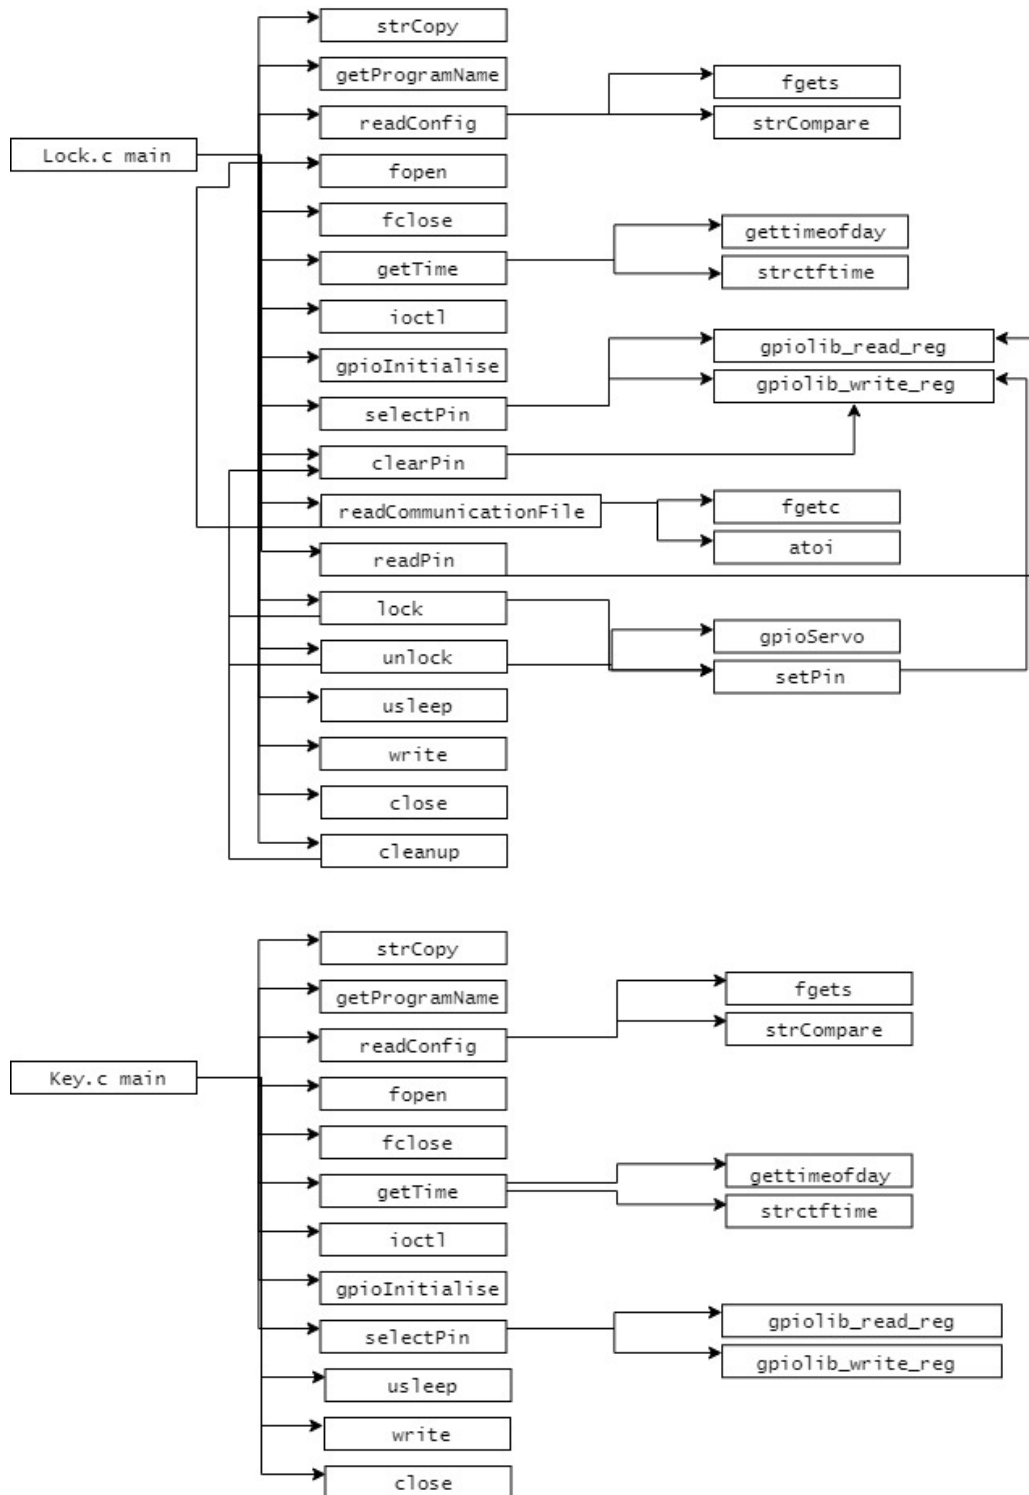 strCopy
getProgramName
fgets
readConfig
strCompare
Lock.c main
fopen
fclose
gettimeofday
getTime
strctftime
ioctl
gpiolib_read_reg
gpioInitialise
gpiolib_write_reg
selectPin
clearPin
readCommunicationFile
fgetc
readPin
atoi
lock
gpioServo
unlock
setPin
usleep
write
close
cleanup
strCopy
getProgramName
fgets
readConfig
strCompare
Key.c main
fopen
fclose
gettimeofday
getTime
strctftime
ioctl
gpioInitialise
gpiolib_read_reg
selectPin
gpiolib_write_reg
usleep
write
close